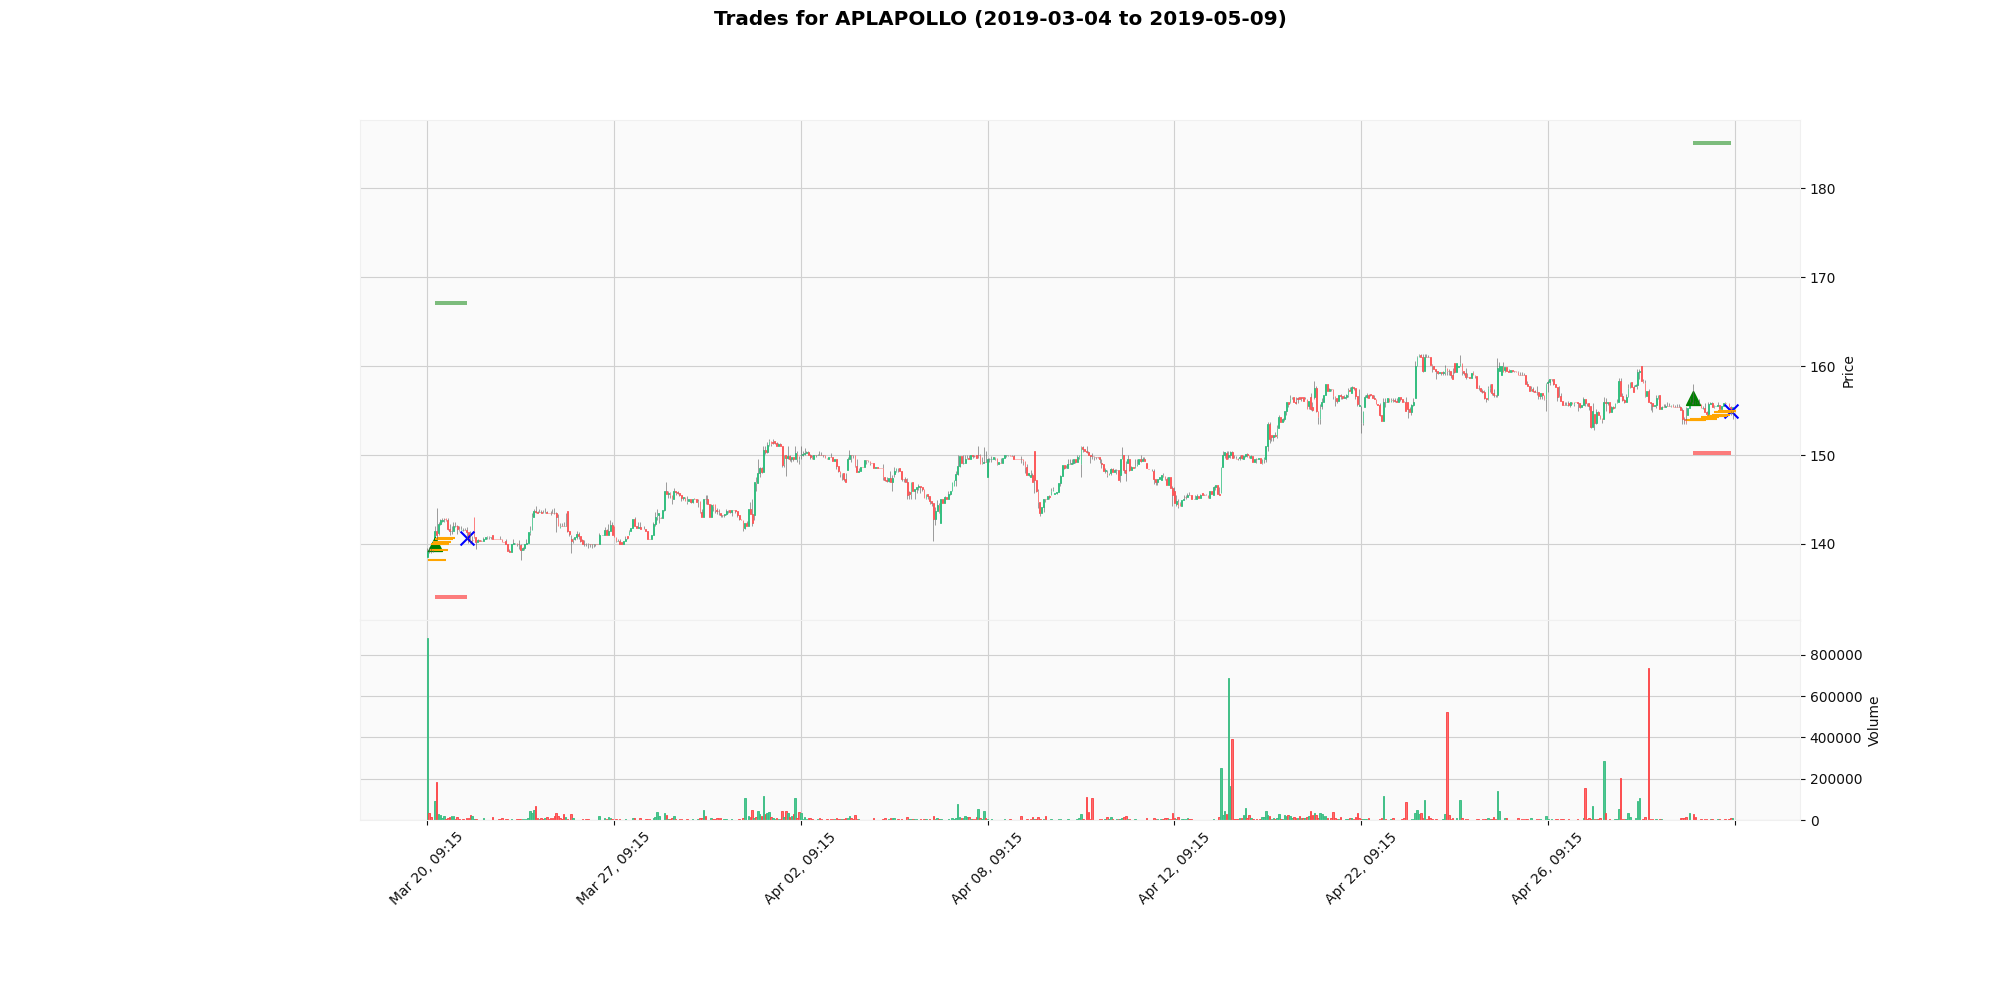 Trades for APLAPOLLO (2019-03-04 to 2019-05-09)
180
170
160
150
140
Price
800000
600000
400000
200000
0
Volume
Mar 20, 09:15
Mar 27, 09:15
Apr 02, 09:15
Apr 08, 09:15
Apr 12, 09:15
Apr 22, 09:15
Apr 26, 09:15